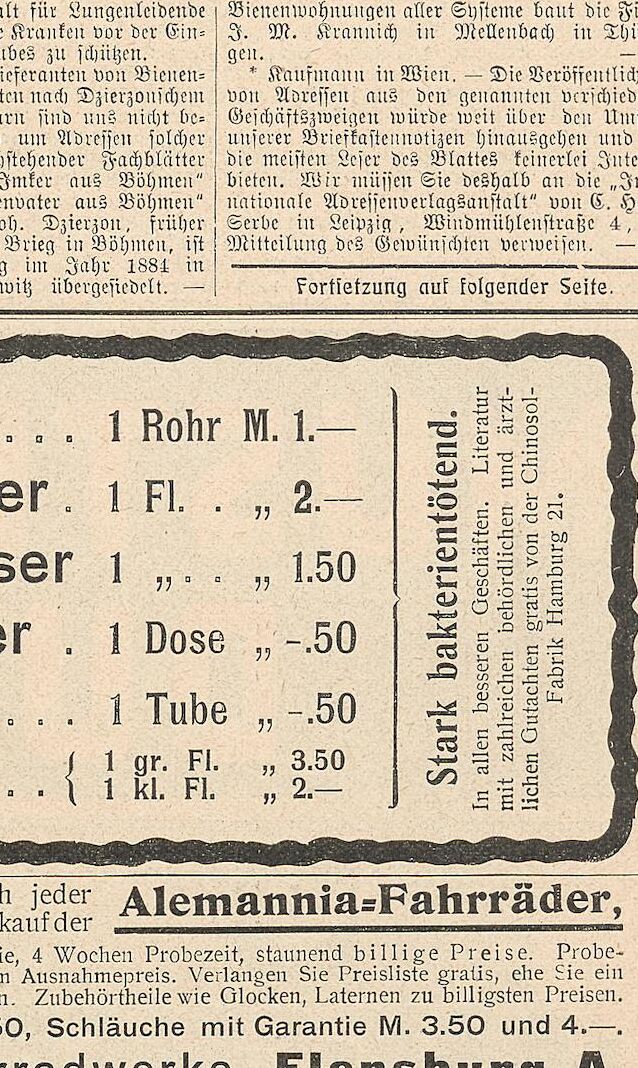 alt für Lungenleidende
Kranken vor der Ein=
zu schützen.
ieferanten von Bienen=
ten nach Dzierzonschem
sind uns nicht be=
um Adressen solcher
hstehender Fachblätter
Imker aus Böhmen"
envater aus Böhmen"
oh. Dzierzon, früher
Brieg in Böhmen, ist
g im Jahr 1884 in
witz übergesiedelt. —
Bienenwohnungen aller Systeme baut die Fi
J. M. Krannich in Mellenbach in Thü
gen. —
* Kaufmann in Wien. — Die Veröffentlich
von Adressen aus den genannten verschied
Geschäftszweigen würde weit über den Um
unserer Briefkastennotizen hinausgehen und
die meisten Leser des Blattes keinerlei Inte
bieten. Wir müssen Sie deshalb an die „In
nationale Adressenverlagsanstalt" von C. H
Serbe in Leipzig, Windmühlenstraße 4,
Mitteilung des Gewünschten verweisen. —
Fortsetzung auf folgender Seite.
. . . 1 Rohr M. 1.—
er . 1 Fl. . „ 2.—
ser 1 „ . . „ 1.50
er . 1 Dose „ -.50
. . . 1 Tube „ -.50
. . { 1 gr. Fl. „ 3.50
1 kl. Fl. „ 2.—
Stark bakterientötend.
In allen besseren Geschäften. Literatur
mit zahlreichen behördlichen und ärzt-
lichen Gutachten gratis von der Chinosol-
Fabrik Hamburg 21.
h jeder
kauf der
Alemannia=Fahrräder,
ie, 4 Wochen Probezeit, staunend billige Preise. Probe-
n Ausnahmepreis. Verlangen Sie Preisliste gratis, ehe Sie ein
n. Zubehörtheile wie Glocken, Laternen zu billigsten Preisen.
50, Schläuche mit Garantie M. 3.50 und 4.—.
rradwerke Flensburg A